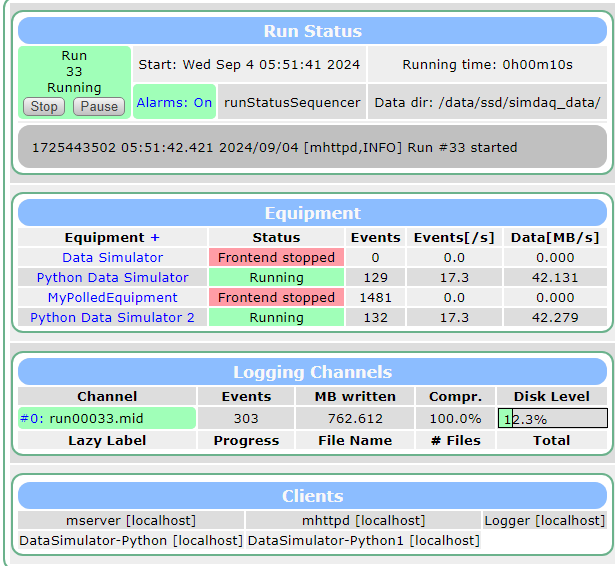 Run Status
Run
33
Running
Stop Pause
Start: Wed Sep 4 05:51:41 2024 Running time: 0h00m10s
Alarms: On runStatusSequencer Data dir: /data/ssd/simdaq_data/
1725443502 05:51:42.421 2024/09/04 [mhttpd,INFO] Run #33 started
Equipment
Equipment + Status Events Events[/s] Data[MB/s]
Data Simulator Frontend stopped 0 0.0 0.000
Python Data Simulator Running 129 17.3 42.131
MyPolledEquipment Frontend stopped 1481 0.0 0.000
Python Data Simulator 2 Running 132 17.3 42.279
Logging Channels
Channel Events MB written Compr. Disk Level
#0: run00033.mid 303 762.612 100.0% 12.3%
Lazy Label Progress File Name # Files Total
Clients
mserver [localhost] mhttpd [localhost] Logger [localhost]
DataSimulator-Python [localhost] DataSimulator-Python1 [localhost]